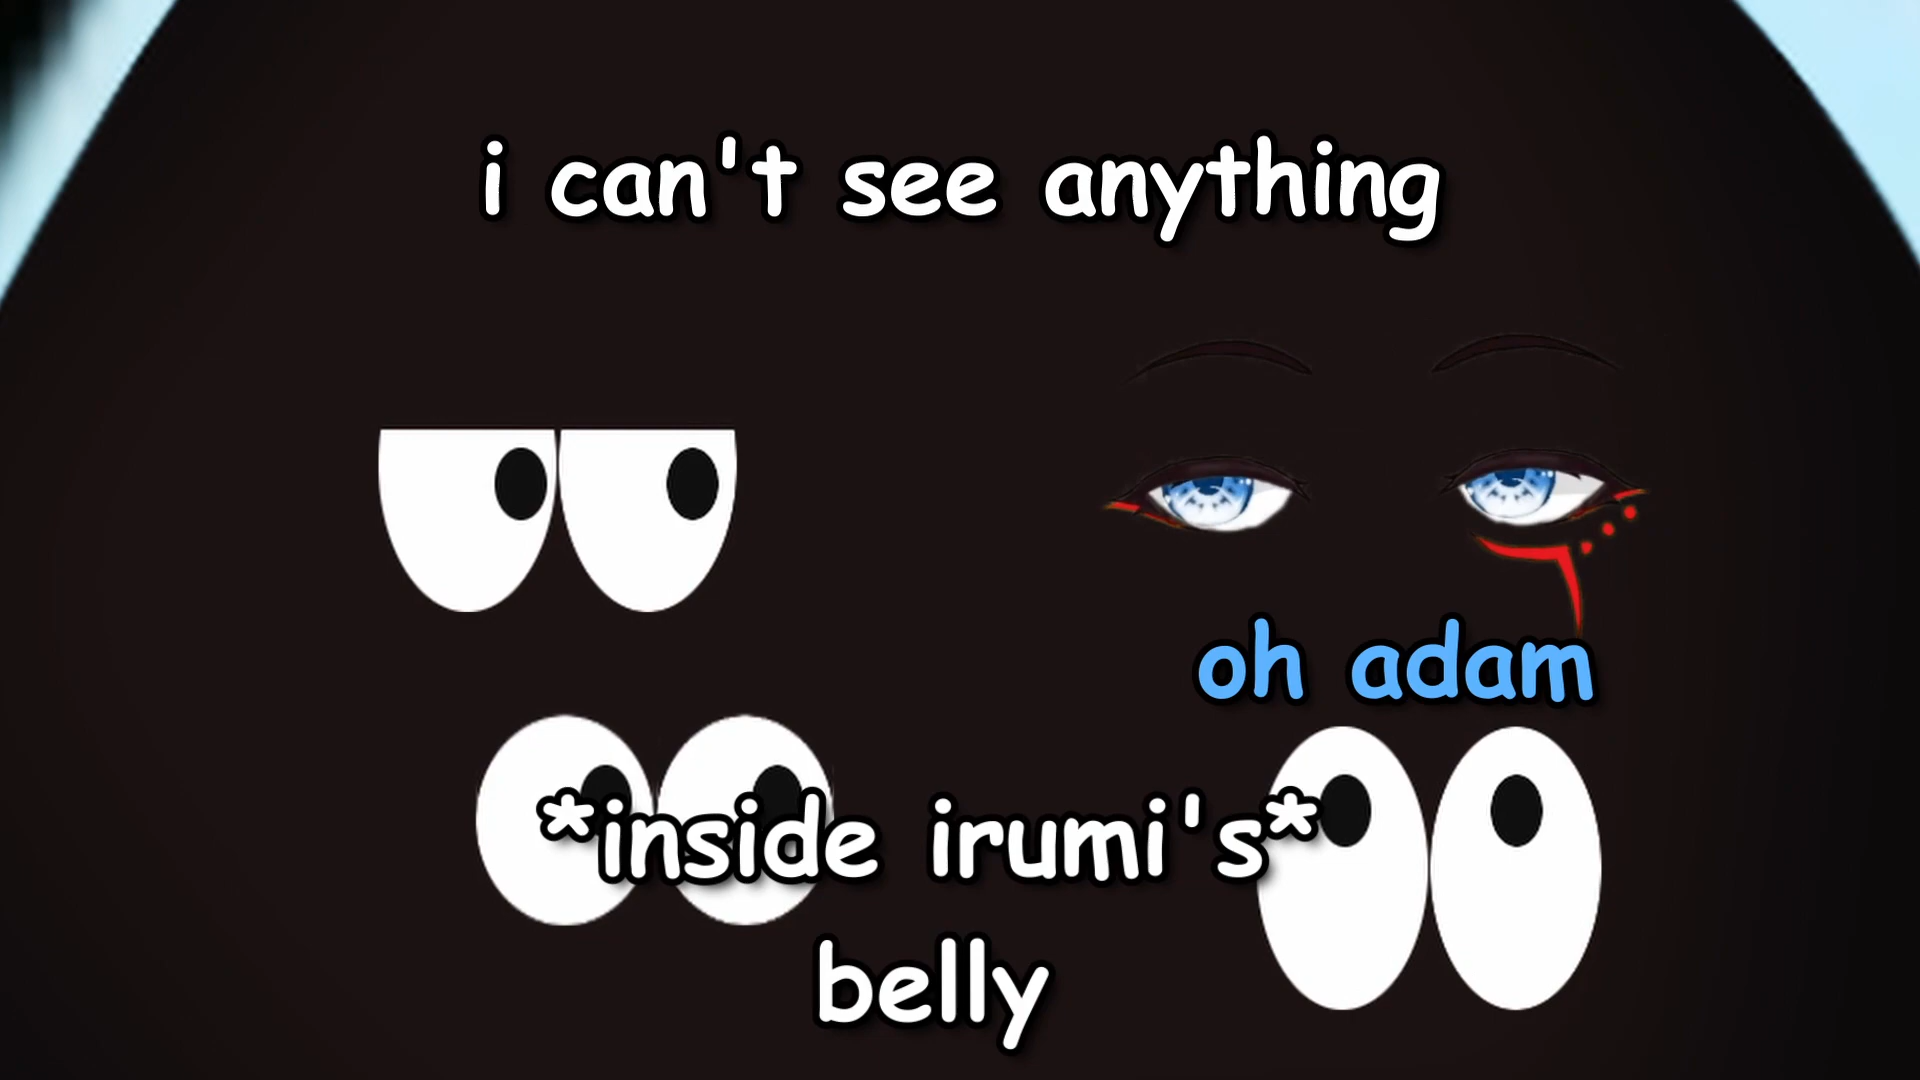 i can't see anything
oh adam
*inside irumi's*
belly